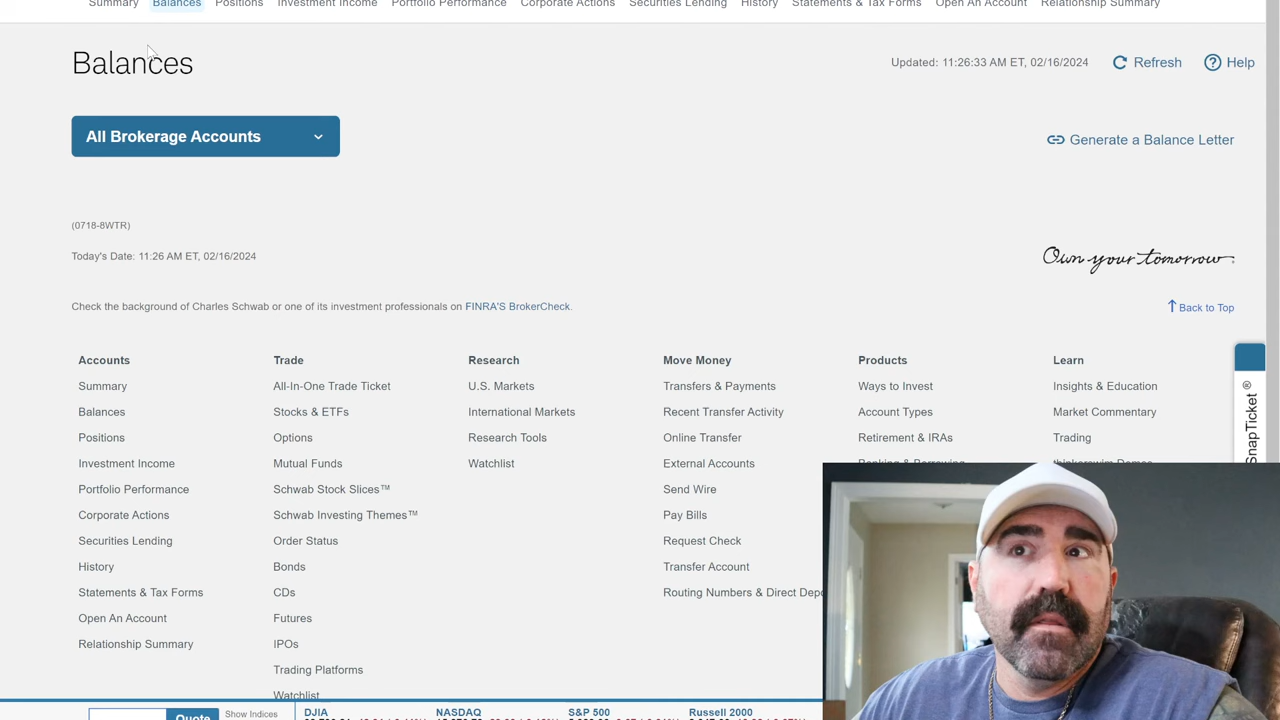 Summary Balances Positions Investment Income Portfolio Performance Corporate Actions Securities Lending History Statements & Tax Forms Open An Account Relationship Summary
Balances
Updated: 11:26:33 AM ET, 02/16/2024 Refresh Help
All Brokerage Accounts
Generate a Balance Letter
(0718-8WTR)
Today's Date: 11:26 AM ET, 02/16/2024
Own your tomorrow
Check the background of Charles Schwab or one of its investment professionals on FINRA'S BrokerCheck.
Back to Top
Accounts
Summary
Balances
Positions
Investment Income
Portfolio Performance
Corporate Actions
Securities Lending
History
Statements & Tax Forms
Open An Account
Relationship Summary
Trade
All-In-One Trade Ticket
Stocks & ETFs
Options
Mutual Funds
Schwab Stock Slices™
Schwab Investing Themes™
Order Status
Bonds
CDs
Futures
IPOs
Trading Platforms
Watchlist
Research
U.S. Markets
International Markets
Research Tools
Watchlist
Move Money
Transfers & Payments
Recent Transfer Activity
Online Transfer
External Accounts
Send Wire
Pay Bills
Request Check
Transfer Account
Routing Numbers & Direct Depo
Products
Ways to Invest
Account Types
Retirement & IRAs
Banking & Borrowing
Learn
Insights & Education
Market Commentary
Trading
thinkorswim Demos
SnapTicket®
Quote
Show Indices
DJIA NASDAQ S&P 500 Russell 2000